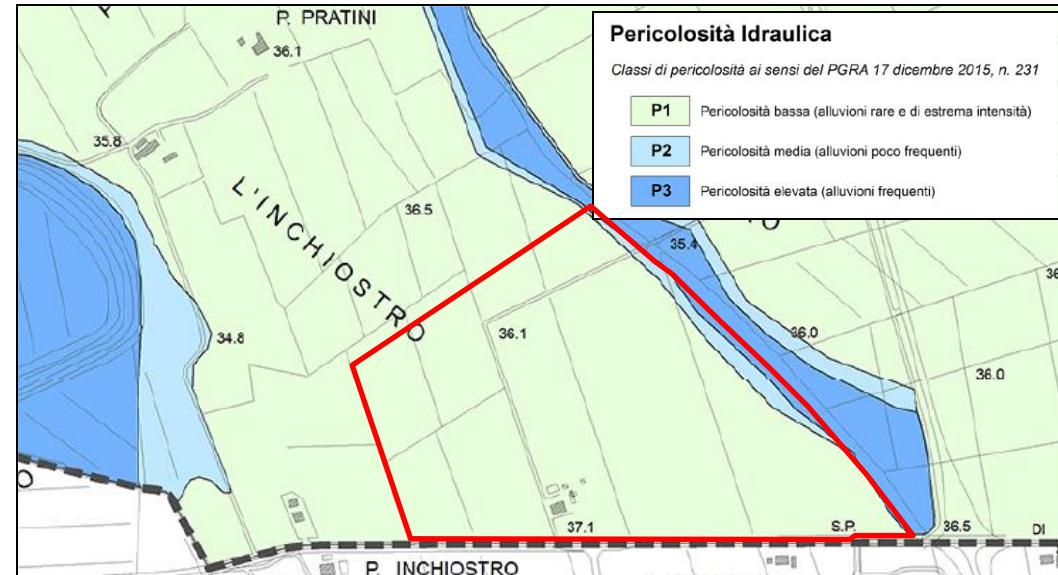 P. PRATINI
36.1
35.8
L'INCHIOSTRO
36.5
34.8
36.1
35.4
36.0
36.0
36
O
O
37.1
S.P.
36.5
DI
P. INCHIOSTRO
Pericolosità Idraulica
Classi di pericolosità ai sensi del PGRA 17 dicembre 2015, n. 231
P1 Pericolosità bassa (alluvioni rare e di estrema intensità)
P2 Pericolosità media (alluvioni poco frequenti)
P3 Pericolosità elevata (alluvioni frequenti)